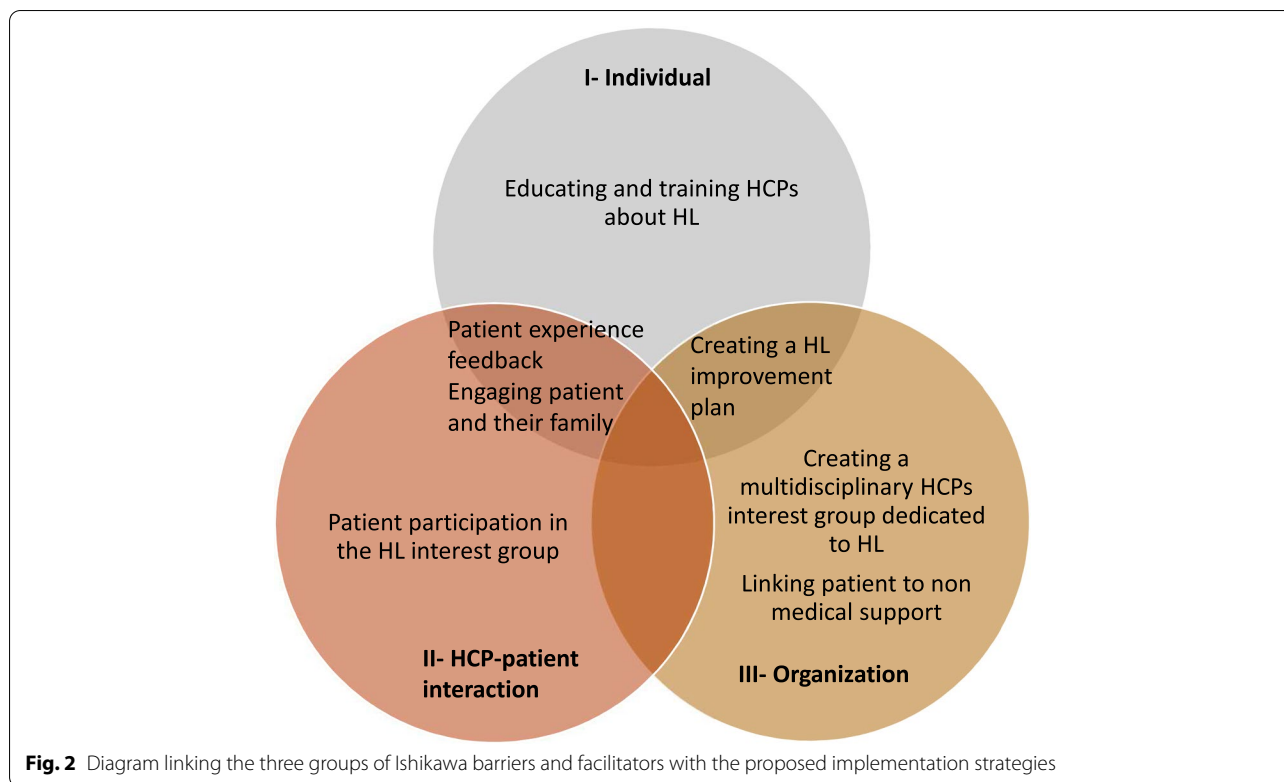 I- Individual
Educating and training HCPs
about HL
Patient experience
feedback
Engaging patient
and their family
Creating a HL
improvement
plan
Patient participation in
the HL interest group
Creating a
multidisciplinary HCPs
interest group dedicated
to HL
Linking patient to non
medical support
II- HCP-patient
interaction
III- Organization
Fig. 2 Diagram linking the three groups of Ishikawa barriers and facilitators with the proposed implementation strategies